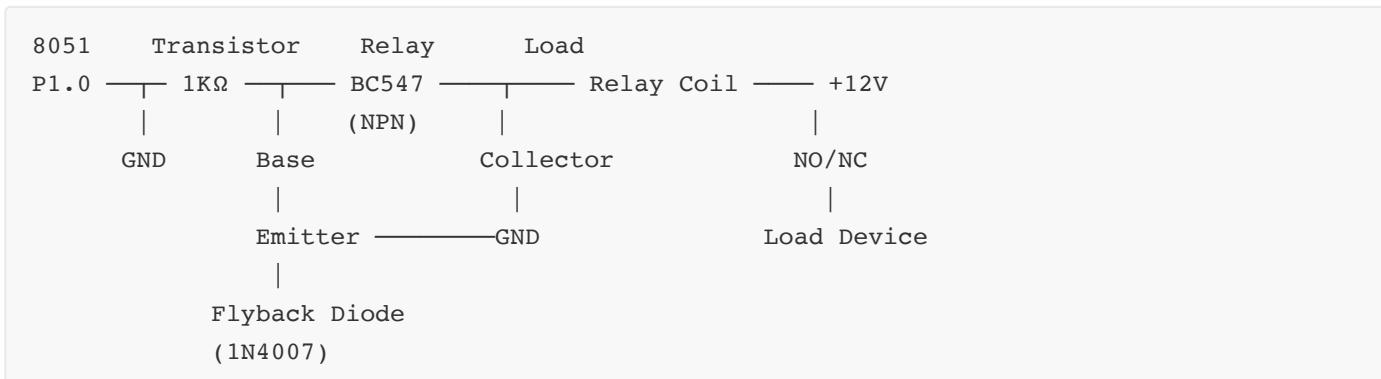 8051    Transistor    Relay      Load
P1.0 ──┬─ 1KΩ ──┬── BC547 ────┬──── Relay Coil ─── +12V
       │        │   (NPN)     │                   │
      GND     Base         Collector            NO/NC
                │             │                    │
              Emitter ───────GND              Load Device
                │
           Flyback Diode
           (1N4007)